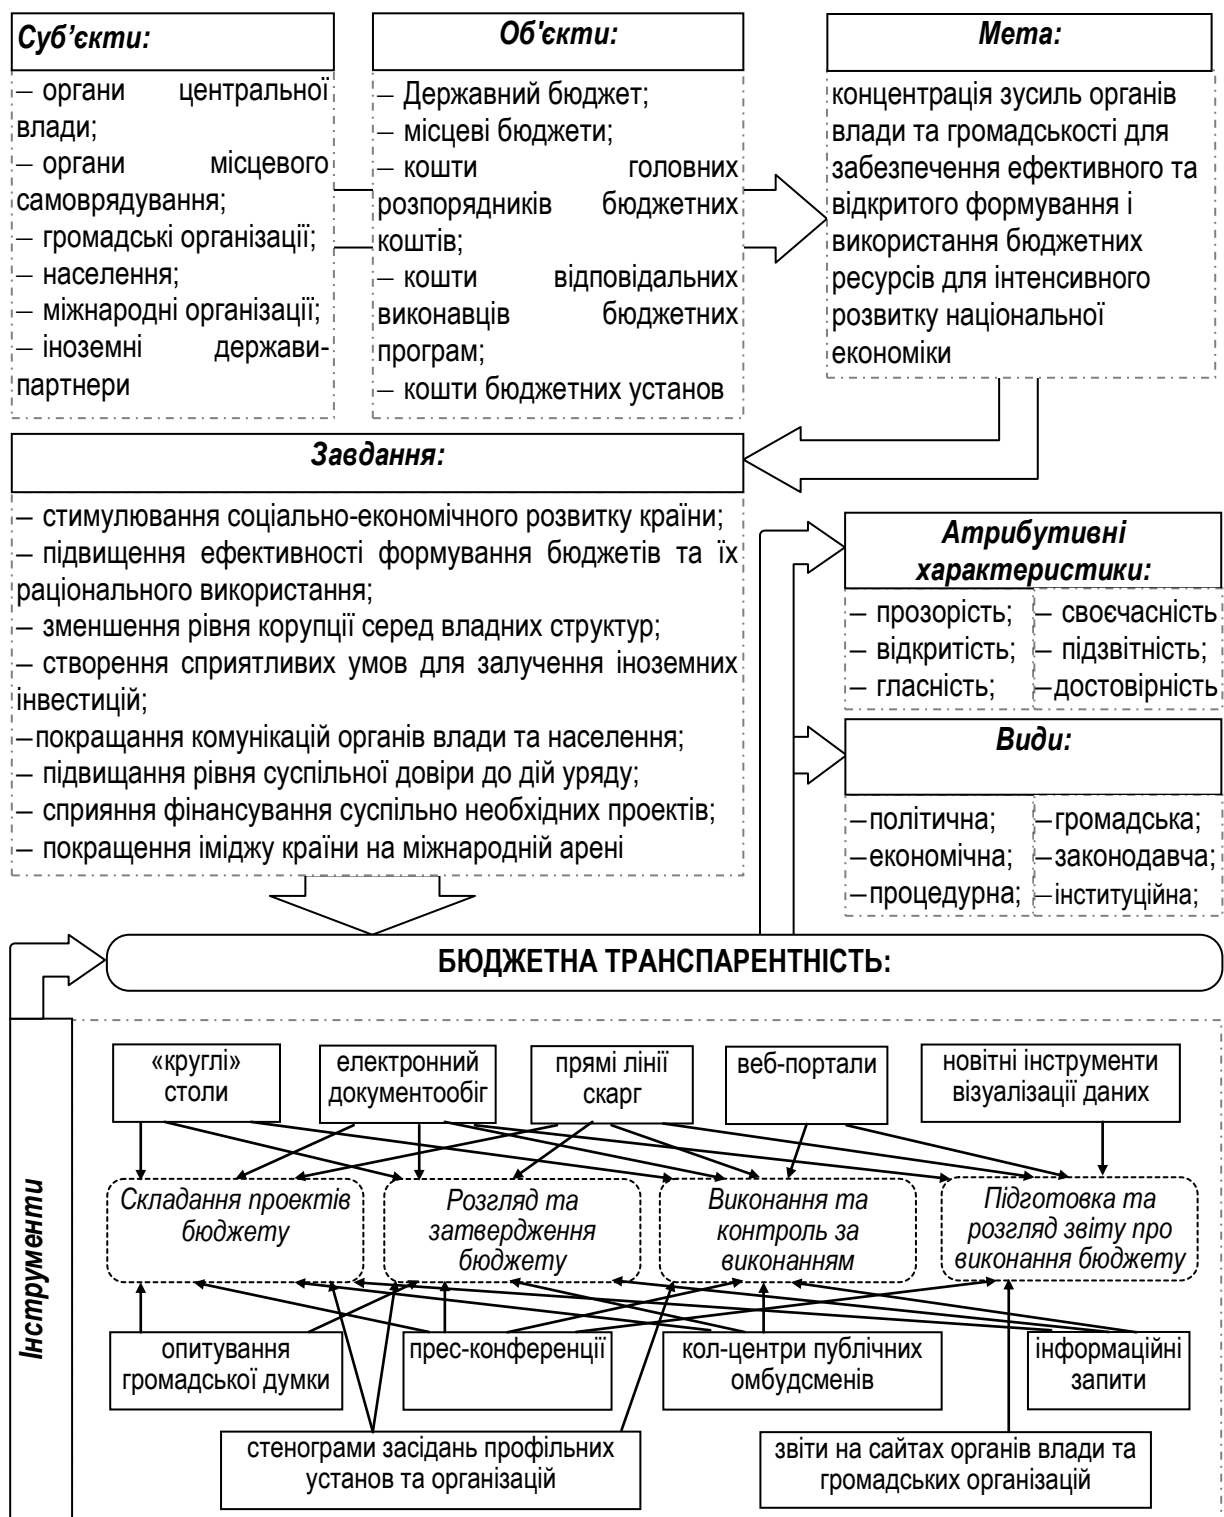 Суб’єкти:
– органи центральної
влади;
– органи місцевого
самоврядування;
– громадські організації;
– населення;
– міжнародні організації;
– іноземні держави-
партнери
Об'єкти:
– Державний бюджет;
– місцеві бюджети;
– кошти головних
розпорядників бюджетних
коштів;
– кошти відповідальних
виконавців бюджетних
програм;
– кошти бюджетних установ
Мета:
концентрація зусиль органів
влади та громадськості для
забезпечення ефективного та
відкритого формування і
використання бюджетних
ресурсів для інтенсивного
розвитку національної
економіки
Завдання:
– стимулювання соціально-економічного розвитку країни;
– підвищення ефективності формування бюджетів та їх
раціонального використання;
– зменшення рівня корупції серед владних структур;
– створення сприятливих умов для залучення іноземних
інвестицій;
–покращання комунікацій органів влади та населення;
– підвищання рівня суспільної довіри до дій уряду;
– сприяння фінансування суспільно необхідних проектів;
– покращення іміджу країни на міжнародній арені
Атрибутивні
характеристики:
– прозорість;
– відкритість;
– гласність;
– своєчасність
– підзвітність;
–достовірність
Види:
–політична;
–економічна;
–процедурна;
–громадська;
–законодавча;
–інституційна;
БЮДЖЕТНА ТРАНСПАРЕНТНІСТЬ:
Інструменти
«круглі»
столи
електронний
документообіг
прямі лінії
скарг
веб-портали
новітні інструменти
візуалізації даних
Складання проектів
бюджету
Розгляд та
затвердження
бюджету
Виконання та
контроль за
виконанням
Підготовка та
розгляд звіту про
виконання бюджету
опитування
громадської думки
прес-конференції
кол-центри публічних
омбудсменів
інформаційні
запити
стенограми засідань профільних
установ та організацій
звіти на сайтах органів влади та
громадських організацій